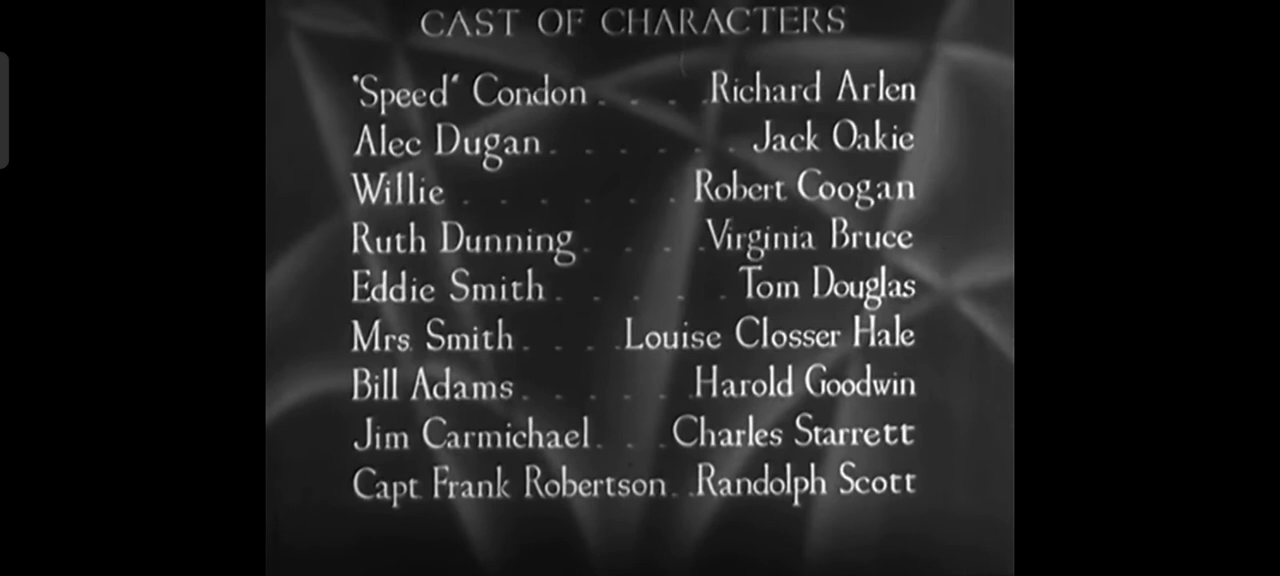 CAST OF CHARACTERS
"Speed" Condon . . . . Richard Arlen
Alec Dugan . . . . . . Jack Oakie
Willie . . . . . . Robert Coogan
Ruth Dunning . . . . Virginia Bruce
Eddie Smith . . . . . Tom Douglas
Mrs. Smith . . . . Louise Closser Hale
Bill Adams . . . . . . Harold Goodwin
Jim Carmichael . . . Charles Starrett
Capt Frank Robertson . . Randolph Scott